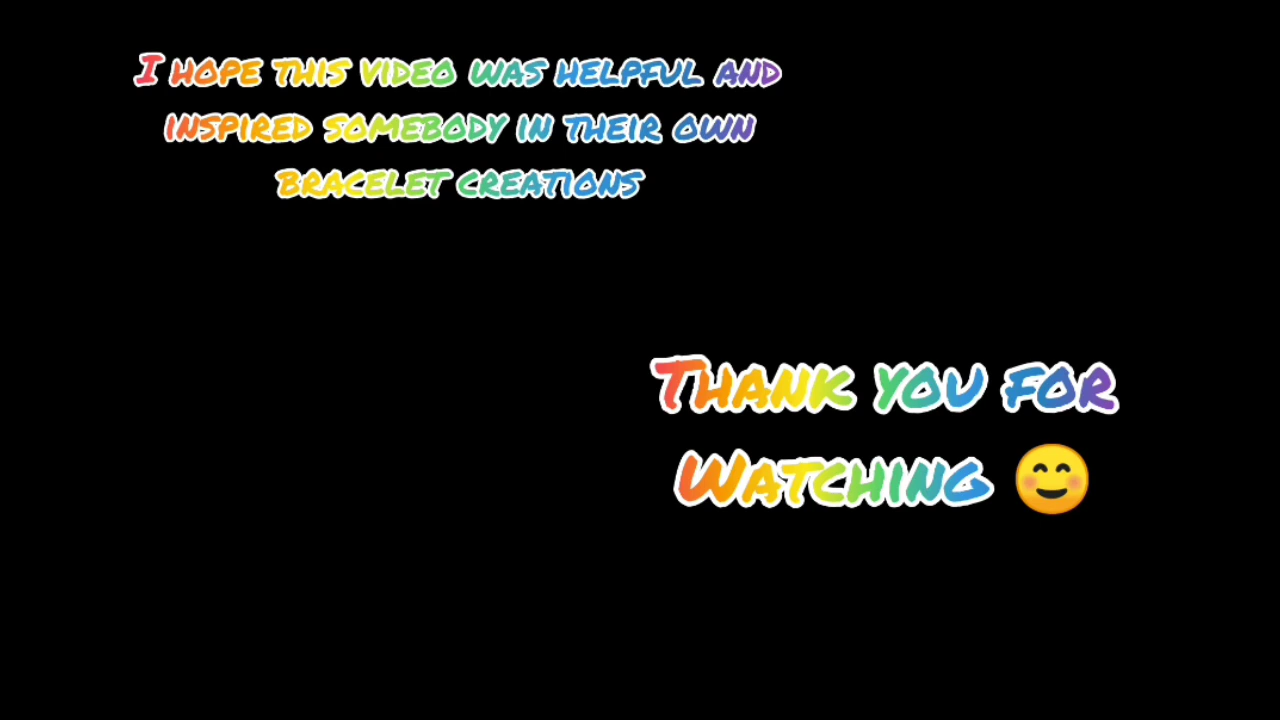 I hope this video was helpful and
inspired somebody in their own
bracelet creations
Thank you for
Watching 😊